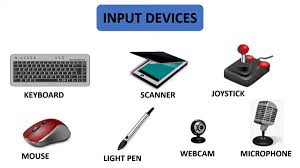 INPUT DEVICES
KEYBOARD
SCANNER
JOYSTICK
MOUSE
LIGHT PEN
WEBCAM
MICROPHONE